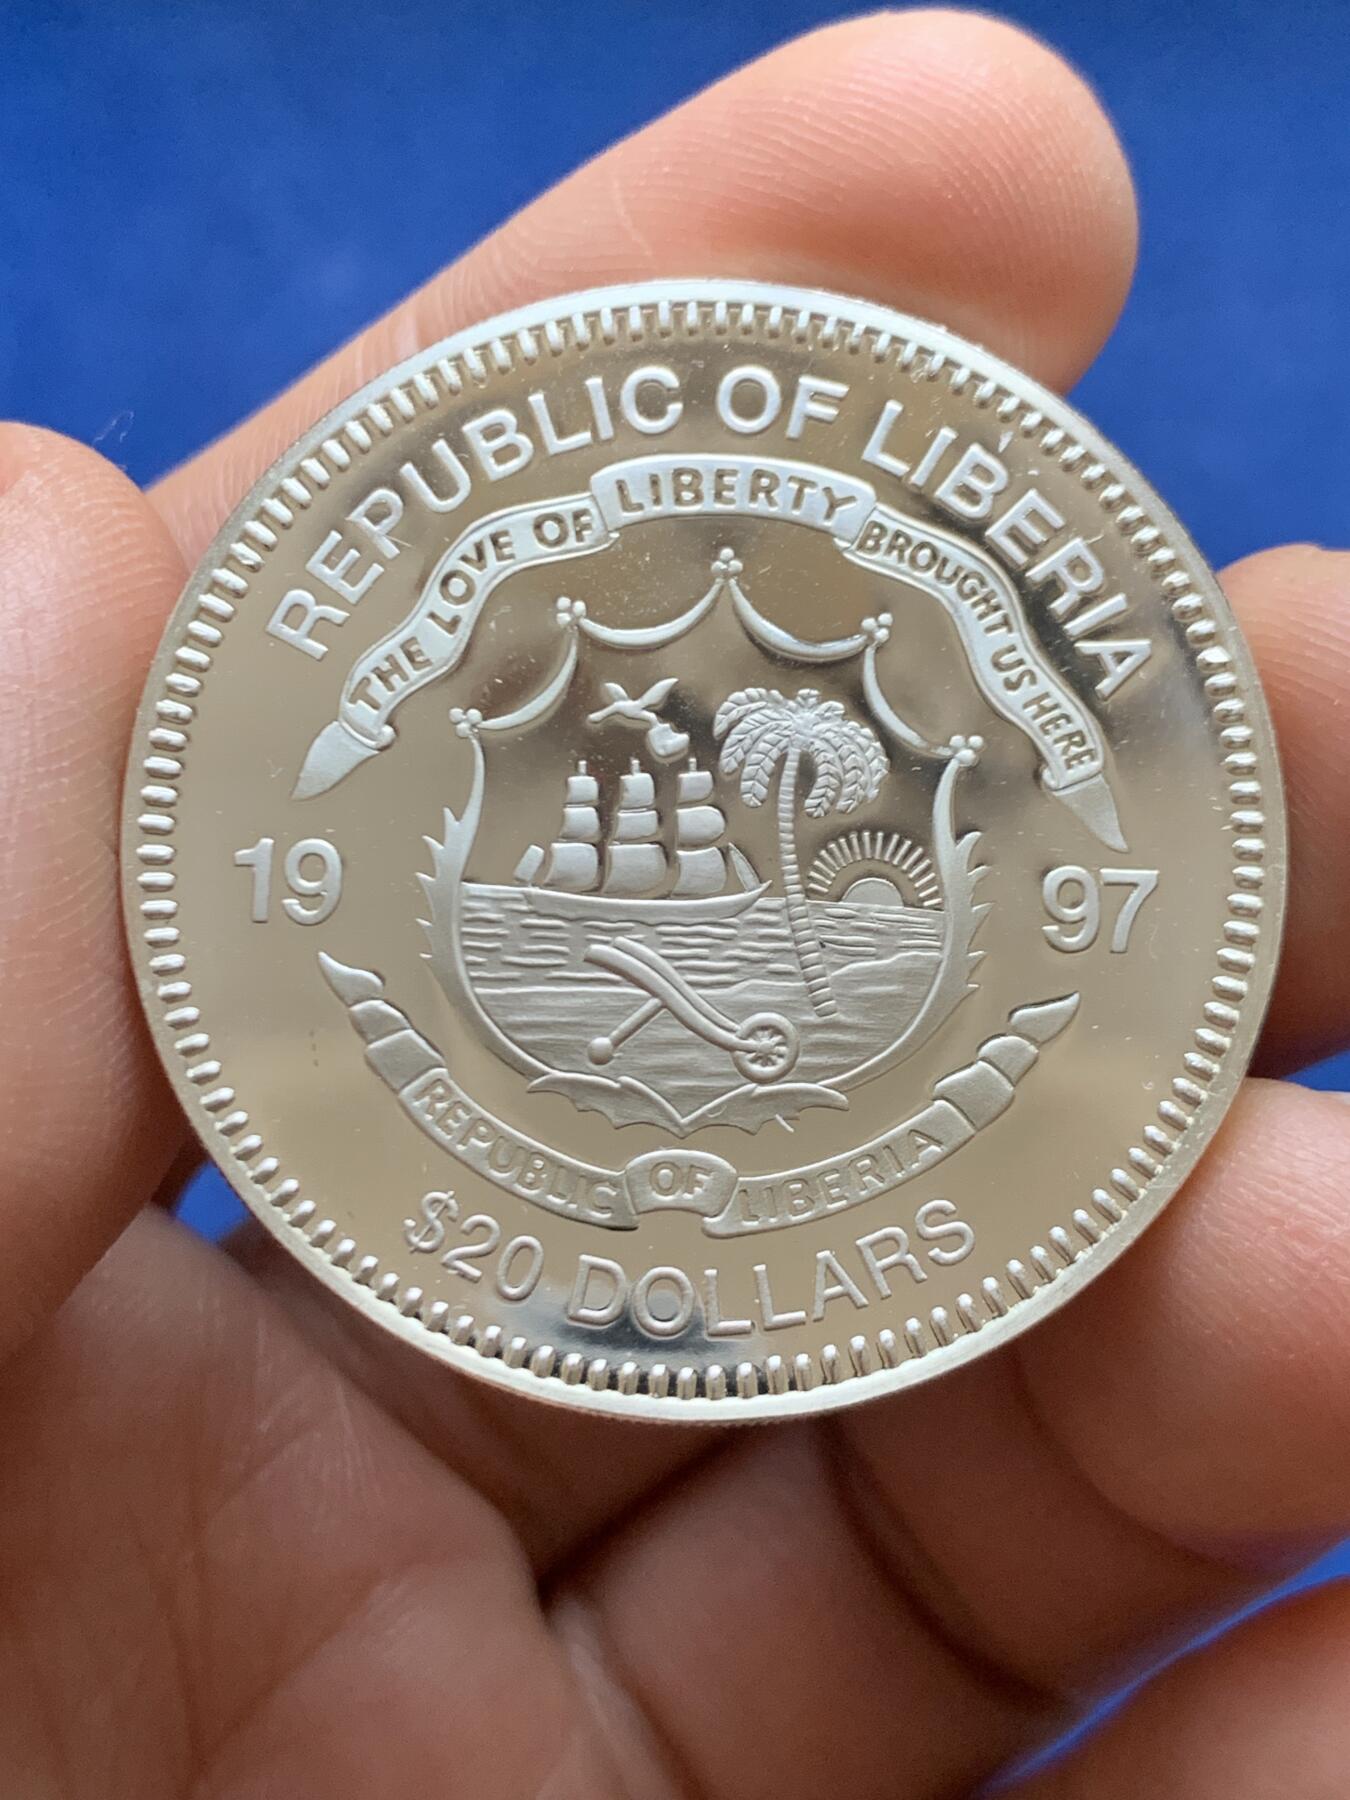 REPUBLIC OF LIBERIA
THE LOVE OF LIBERTY BROUGHT US HERE
19 97
REPUBLIC OF LIBERIA
$20 DOLLARS